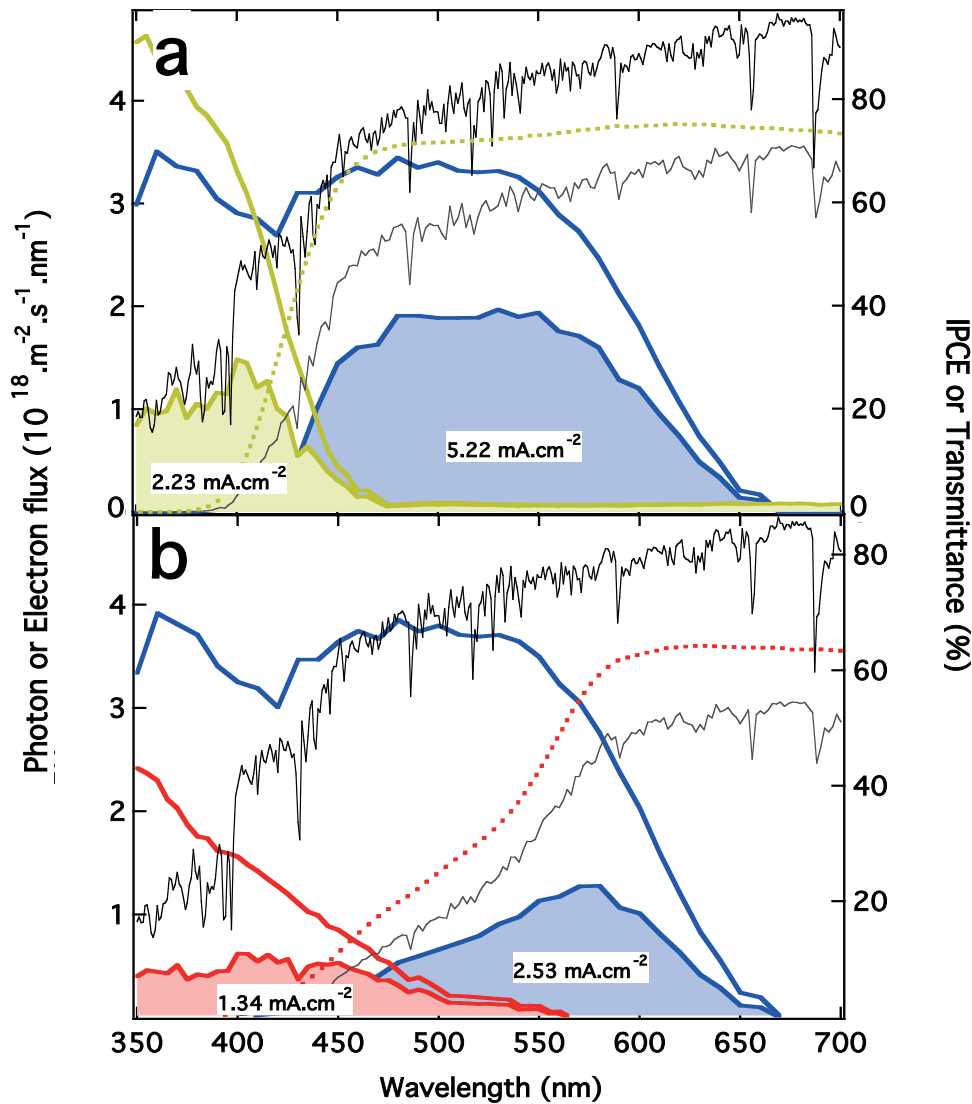 a
4
3
2
1
0
80
60
40
20
0
2.23 mA.cm-2
5.22 mA.cm-2
b
4
3
2
1
80
60
40
20
1.34 mA.cm-2
2.53 mA.cm-2
350 400 450 500 550 600 650 700
Wavelength (nm)
Photon or Electron flux (10 18 .m-2 .s-1 .nm-1)
IPCE or Transmittance (%)